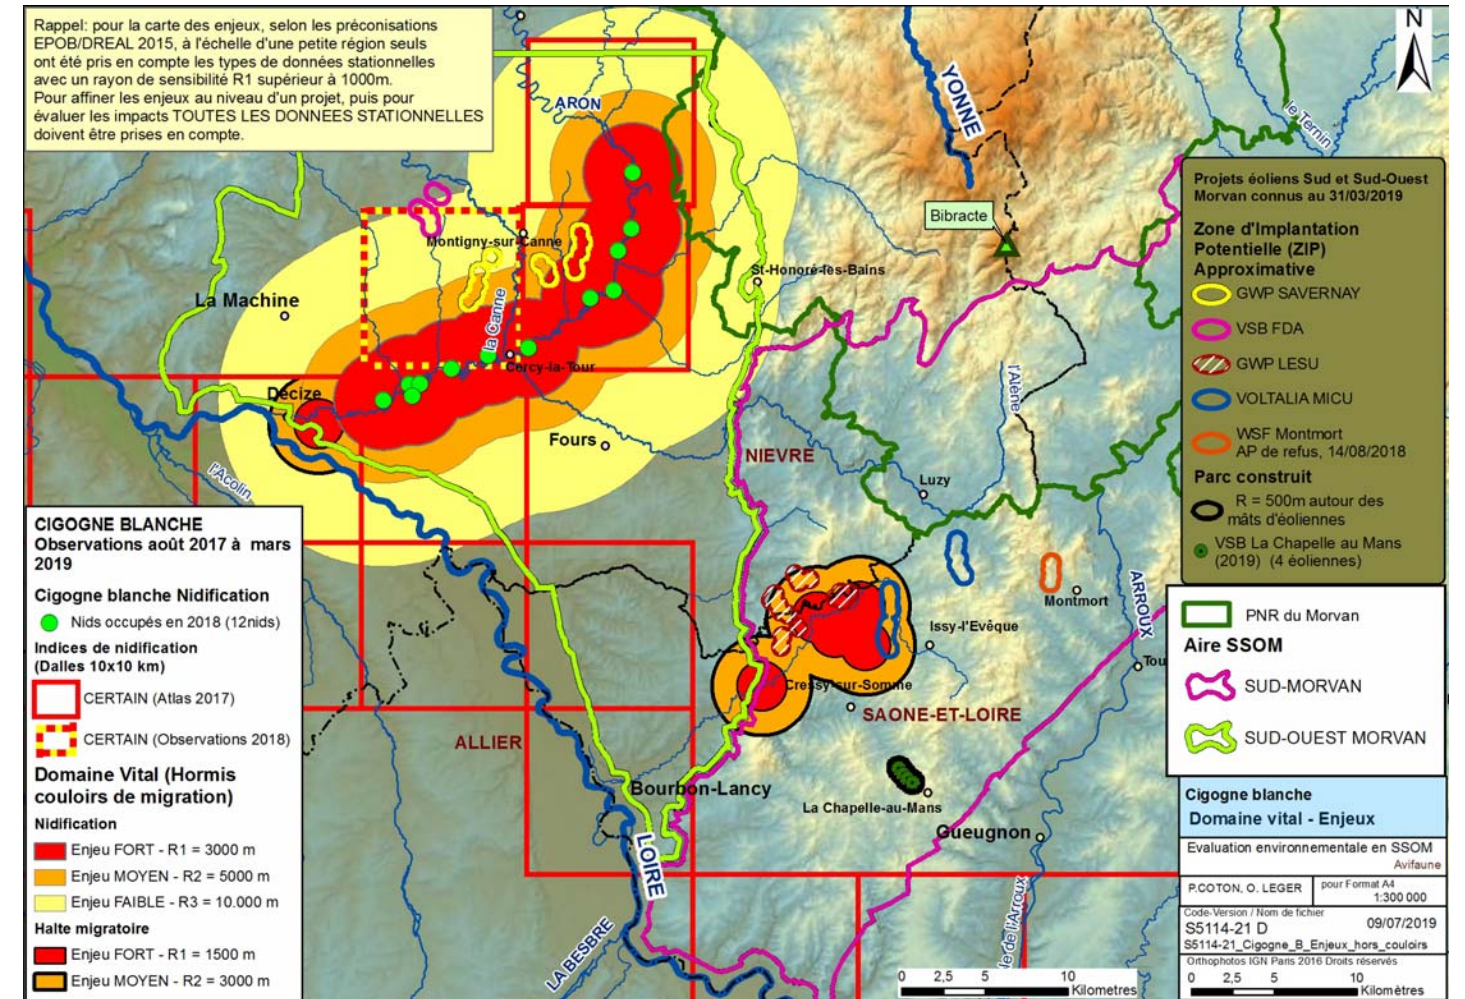 Rappel: pour la carte des enjeux, selon les préconisations
EPOB/DREAL 2015, à l'échelle d'une petite région seuls
ont été pris en compte les types de données stationnelles
avec un rayon de sensibilité R1 supérieur à 1000m.
Pour affiner les enjeux au niveau d'un projet, puis pour
évaluer les impacts TOUTES LES DONNEES STATIONNELLES
doivent être prises en compte.
N
ARON
YONNE
le Ternin
Bibracte
Montigny-sur-Canne
St-Honoré-les-Bains
La Machine
la Canne
Cercy-la-Tour
Décize
l'Alène
Fours
NIEVRE
l'Acolin
Luzy
Montmort
ARROUX
Issy-l'Evêque
Tou
Cressy-sur-Somme
SAONE-ET-LOIRE
ALLIER
Bourbon-Lancy
La Chapelle-au-Mans
Gueugnon
LOIRE
LA BESBRE
le de l'Arroux
0 2,5 5 10
Kilometres
Projets éoliens Sud et Sud-Ouest
Morvan connus au 31/03/2019
Zone d'Implantation
Potentielle (ZIP)
Approximative
GWP SAVERNAY
VSB FDA
GWP LESU
VOLTALIA MICU
WSF Montmort
AP de refus, 14/08/2018
Parc construit
R = 500m autour des
mâts d'éoliennes
VSB La Chapelle au Mans
(2019) (4 éoliennes)
PNR du Morvan
Aire SSOM
SUD-MORVAN
SUD-OUEST MORVAN
CIGOGNE BLANCHE
Observations août 2017 à mars
2019
Cigogne blanche Nidification
Nids occupés en 2018 (12nids)
Indices de nidification
(Dalles 10x10 km)
CERTAIN (Atlas 2017)
CERTAIN (Observations 2018)
Domaine Vital (Hormis
couloirs de migration)
Nidification
Enjeu FORT - R1 = 3000 m
Enjeu MOYEN - R2 = 5000 m
Enjeu FAIBLE - R3 = 10.000 m
Halte migratoire
Enjeu FORT - R1 = 1500 m
Enjeu MOYEN - R2 = 3000 m
Cigogne blanche
Domaine vital - Enjeux
Evaluation environnementale en SSOM
Avifaune
P.COTON, O. LEGER
pour Format A4
1:300 000
Code-Version / Nom de fichier
S5114-21 D 09/07/2019
S5114-21_Cigogne_B_Enjeux_hors_couloirs
Orthophotos IGN Paris 2016 Droits réservés
0 2,5 5 10
Kilomètres